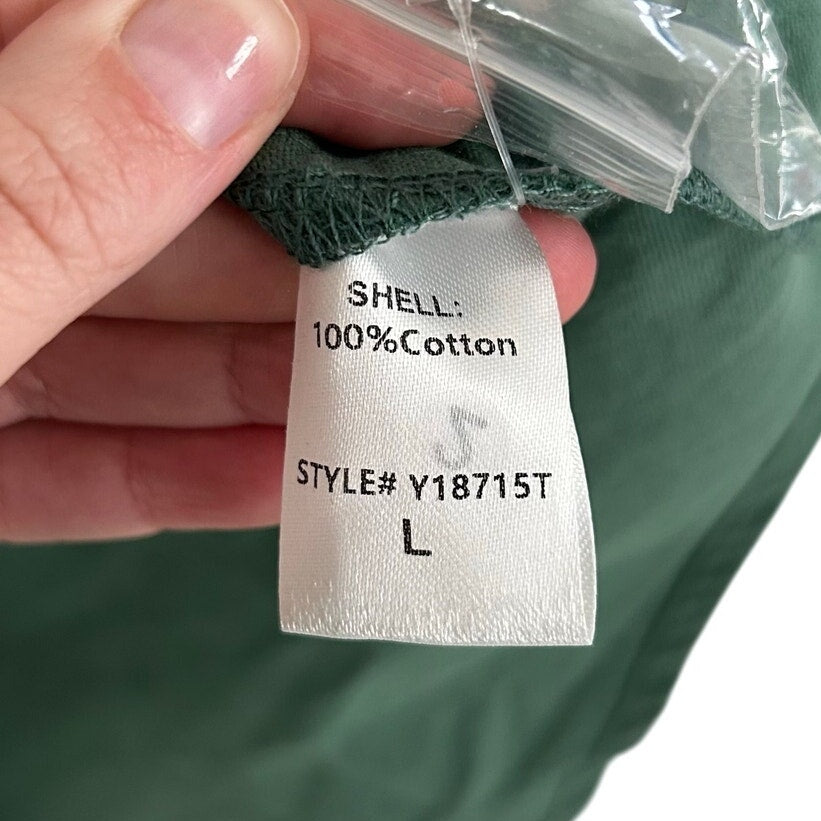 SHELL:
100%Cotton
STYLE# Y18715T
L